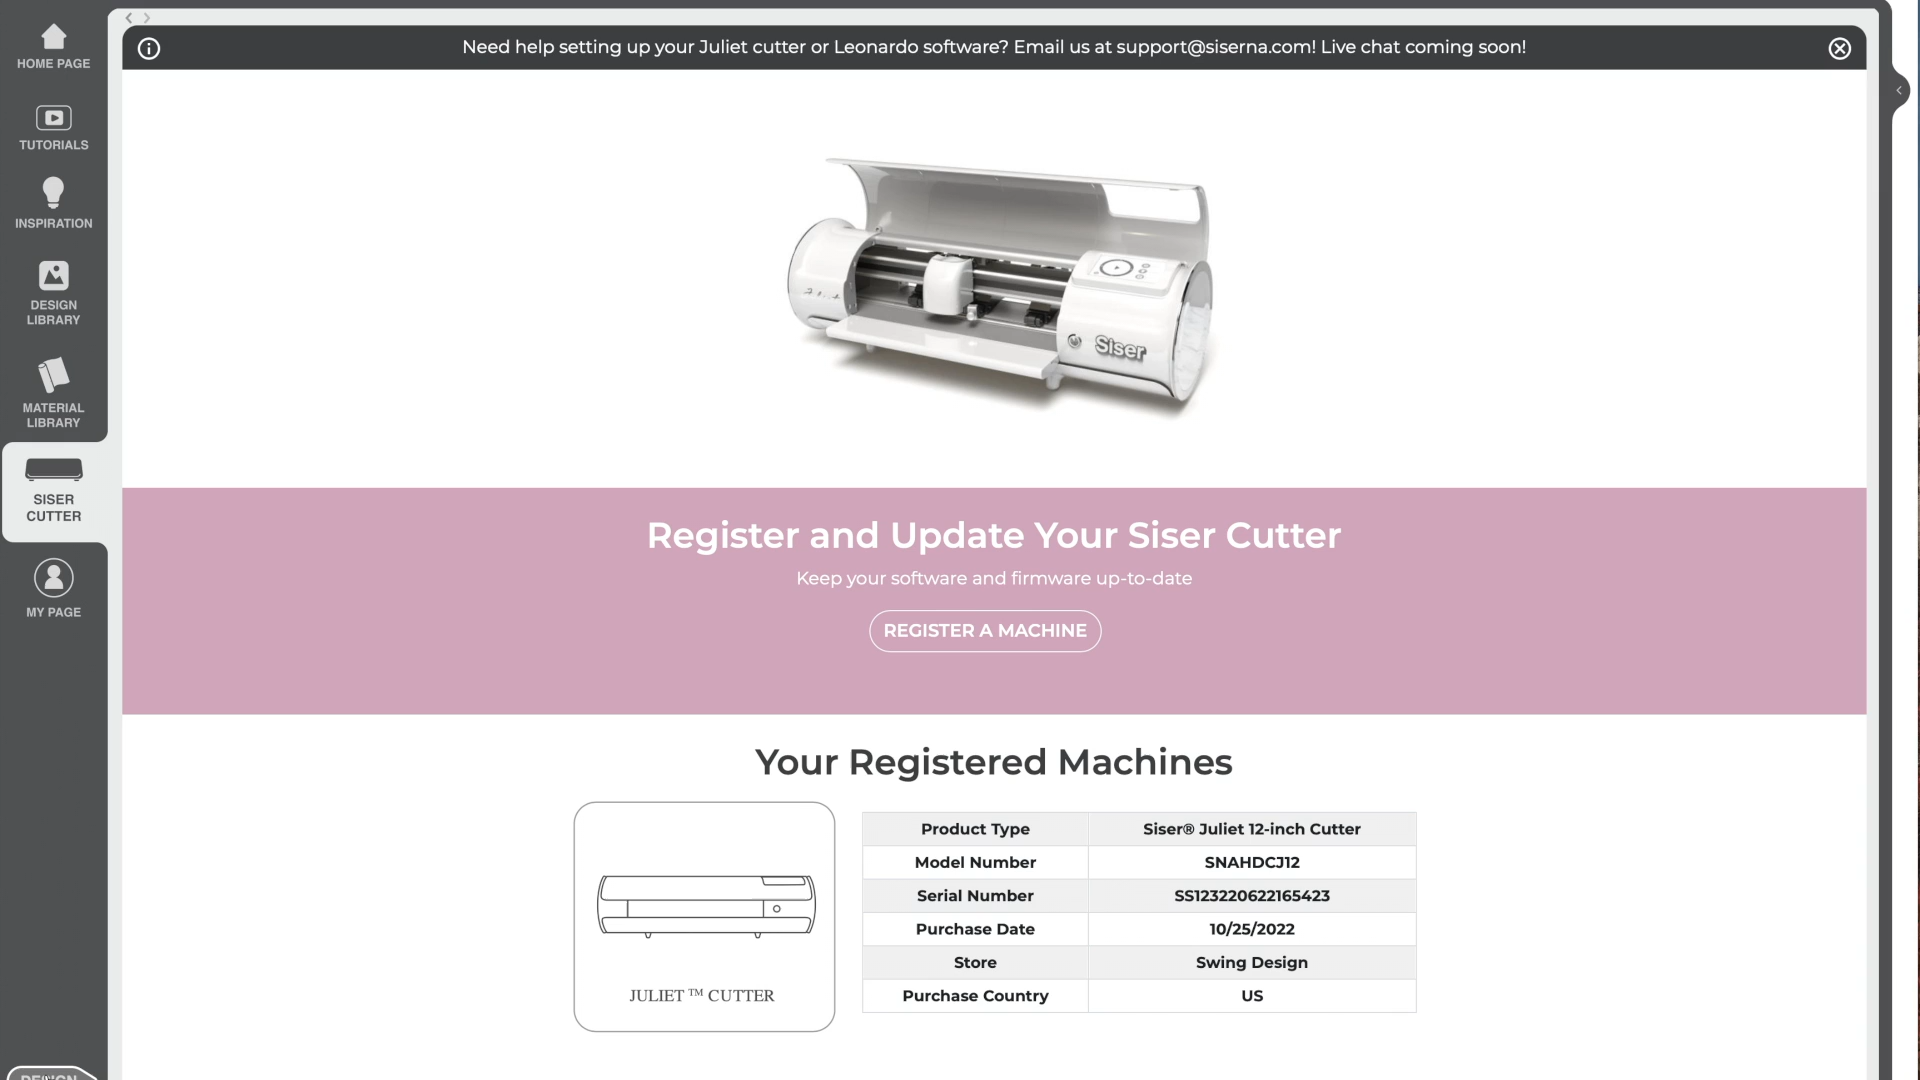 HOME PAGE
TUTORIALS
INSPIRATION
DESIGN
LIBRARY
MATERIAL
LIBRARY
SISER
CUTTER
MY PAGE
Need help setting up your Juliet cutter or Leonardo software? Email us at support@siserna.com! Live chat coming soon!
Siser
Register and Update Your Siser Cutter
Keep your software and firmware up-to-date
REGISTER A MACHINE
Your Registered Machines
JULIET ™ CUTTER
Product Type Siser® Juliet 12-inch Cutter
Model Number SNAHDCJ12
Serial Number SS123220622165423
Purchase Date 10/25/2022
Store Swing Design
Purchase Country US